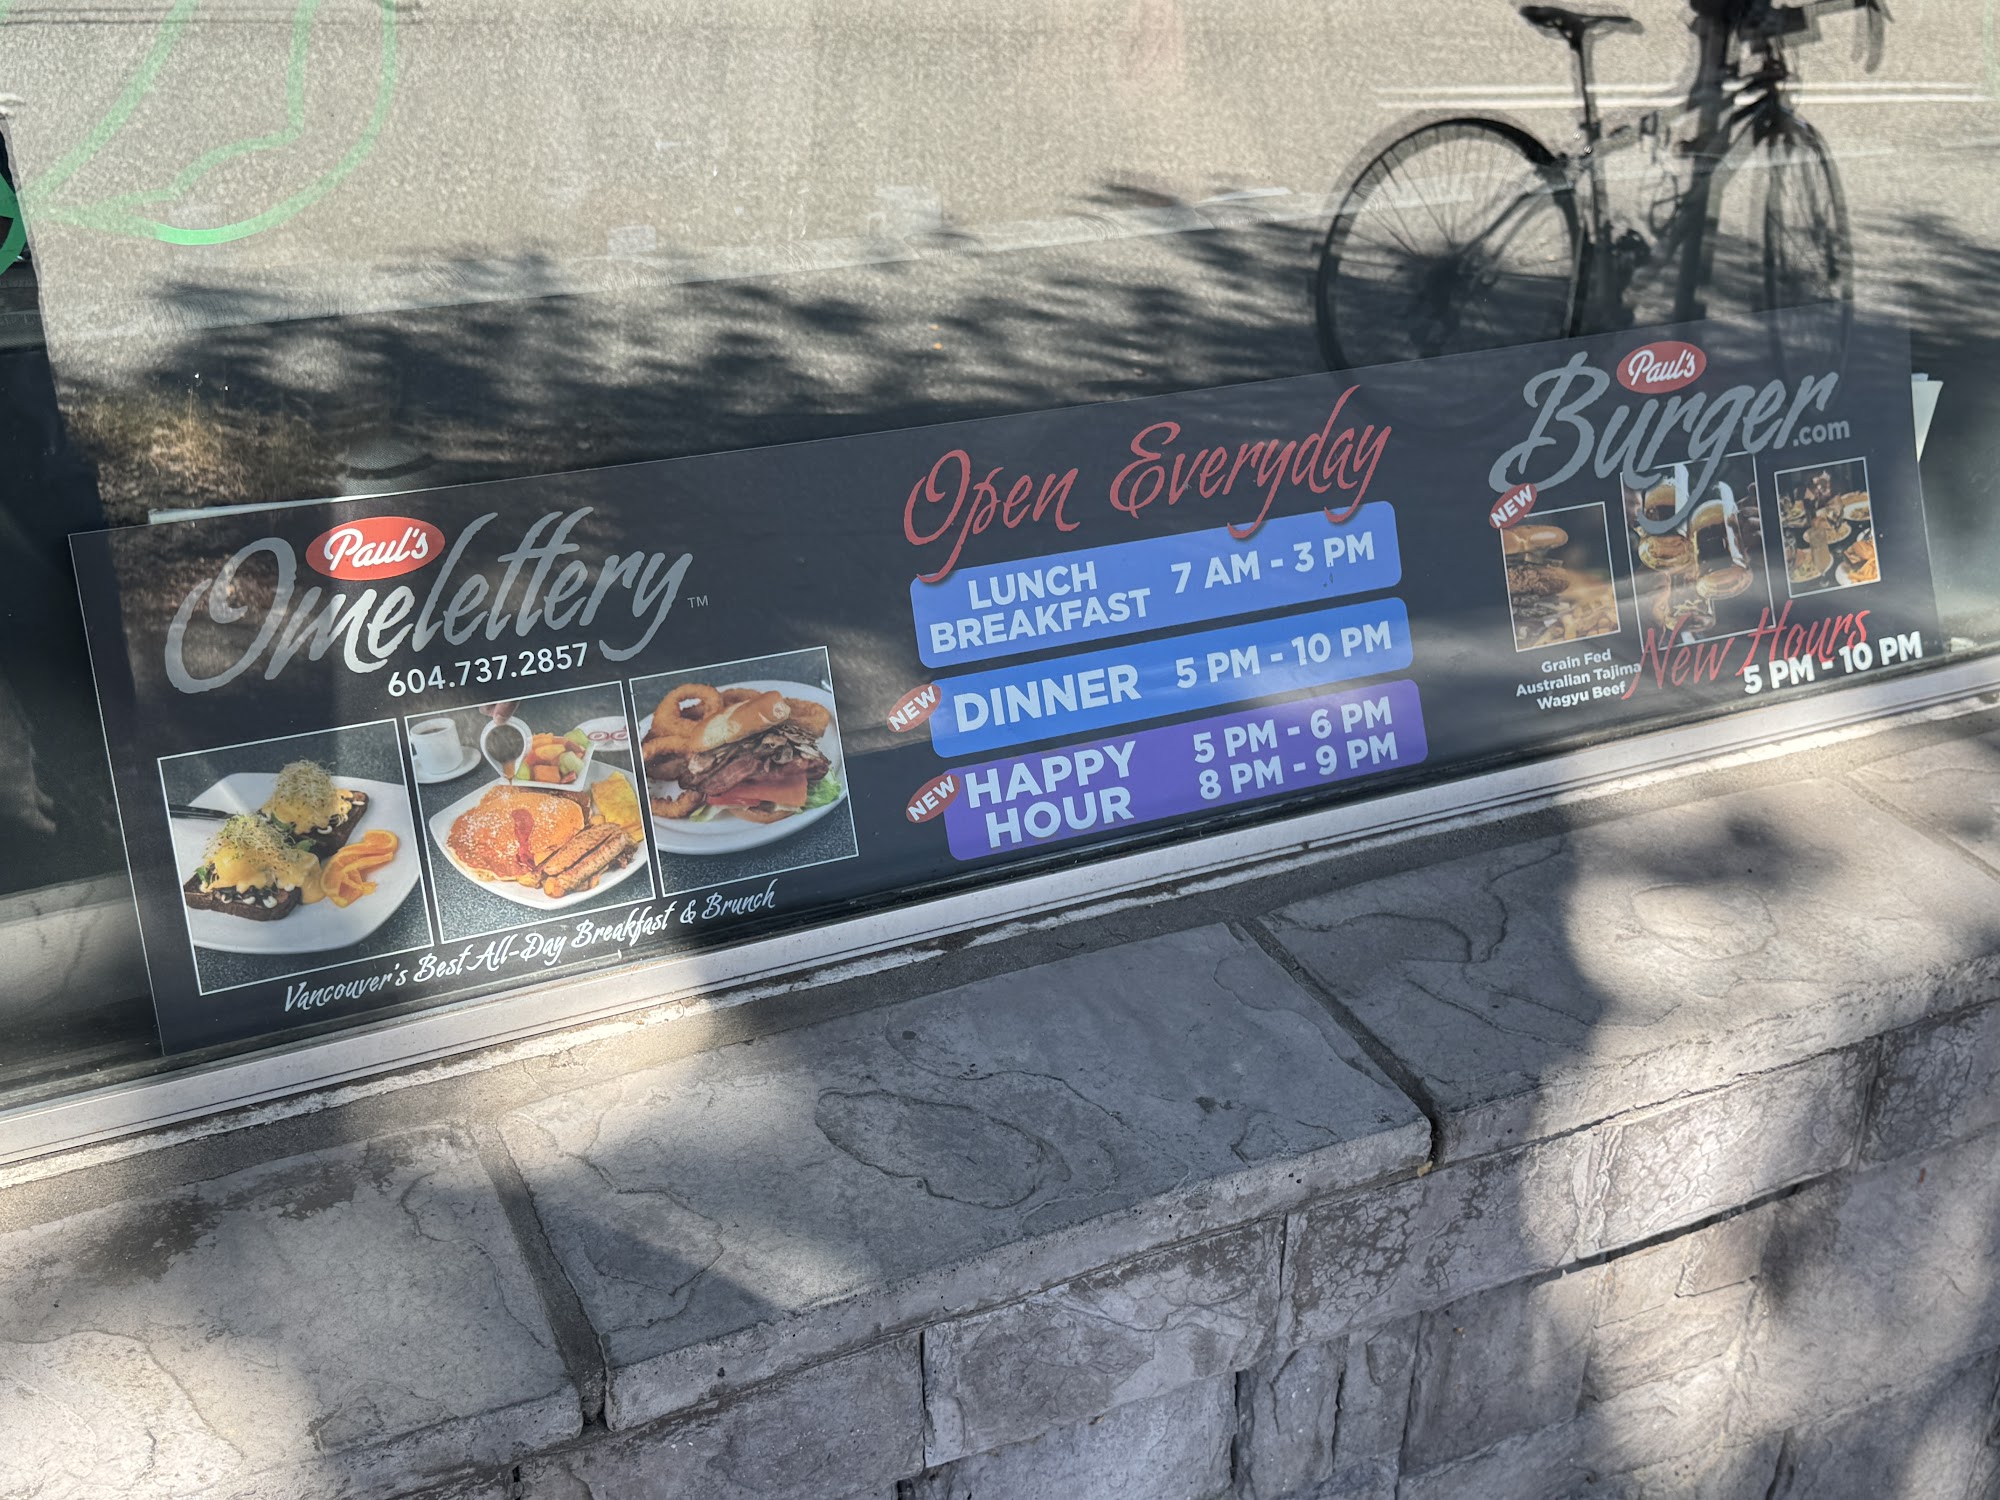 Paul's
Omelettery™
604.737.2857
Vancouver's Best All-Day Breakfast & Brunch
Open Everyday
LUNCH
BREAKFAST
7 AM - 3 PM
NEW
DINNER
5 PM - 10 PM
NEW
HAPPY
HOUR
5 PM - 6 PM
8 PM - 9 PM
Paul's
Burger.com
NEW
Grain Fed
Australian Tajima
Wagyu Beef
New Hours
5 PM - 10 PM